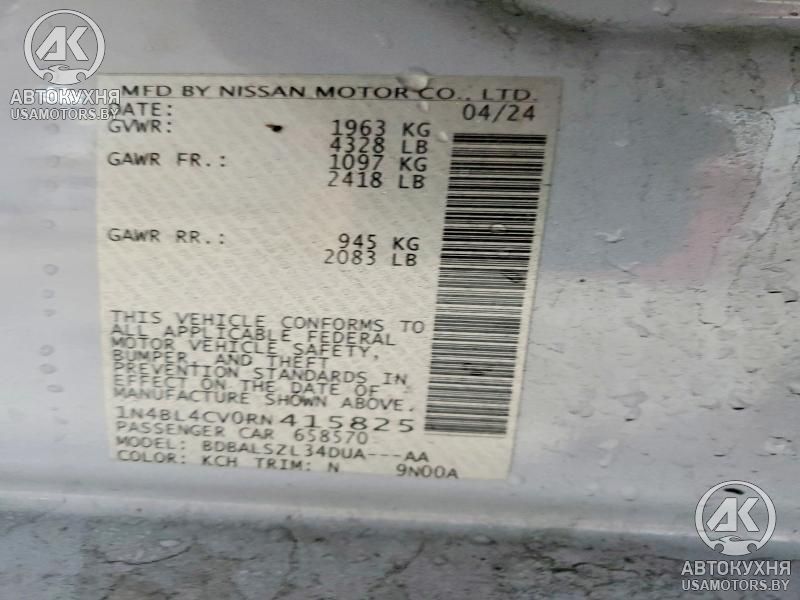 AK
АВТОКУХНЯ
USAMOTORS.BY
MFD BY NISSAN MOTOR CO., LTD.
DATE: 04/24
GVWR: 1963 KG
4328 LB
GAWR FR.: 1097 KG
2418 LB
GAWR RR.: 945 KG
2083 LB
THIS VEHICLE CONFORMS TO
ALL APPLICABLE FEDERAL
MOTOR VEHICLE SAFETY,
BUMPER, AND THEFT
PREVENTION STANDARDS IN
EFFECT ON THE DATE OF
MANUFACTURE SHOWN ABOVE.
1N4BL4CV0RN415825
PASSENGER CAR 658570
MODEL: BDBALSZL34DUA---AA
COLOR: KCH TRIM: N 9N00A
AK
АВТОКУХНЯ
USAMOTORS.BY